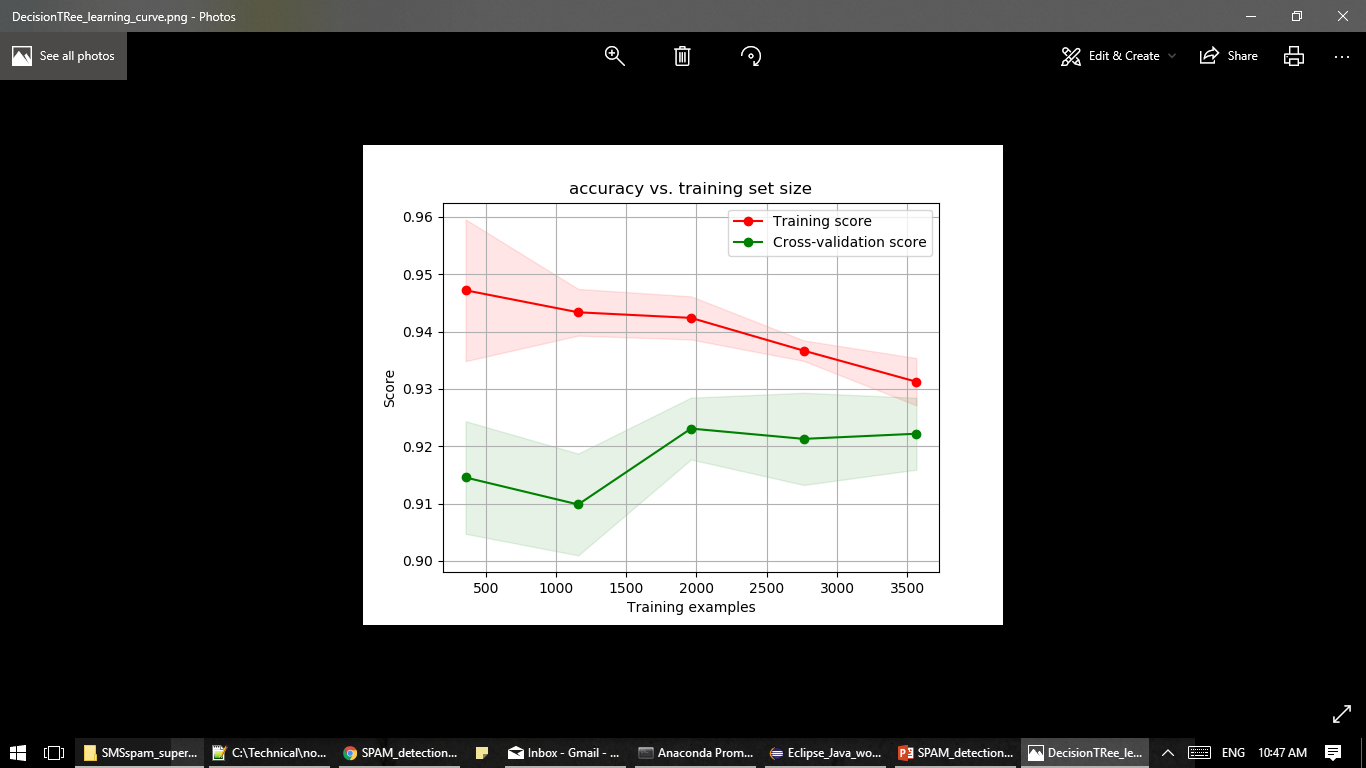 DecisionTRee_learning_curve.png - Photos
See all photos
Edit & Create
Share
accuracy vs. training set size
Training score
Cross-validation score
0.96
0.95
0.94
0.93
0.92
0.91
0.90
Score
500 1000 1500 2000 2500 3000 3500
Training examples
SMSspam_super... C:\Technical\no... SPAM_detection... Inbox - Gmail - ... Anaconda Prom... Eclipse_Java_wo... SPAM_detection... DecisionTRee_le... ENG 10:47 AM